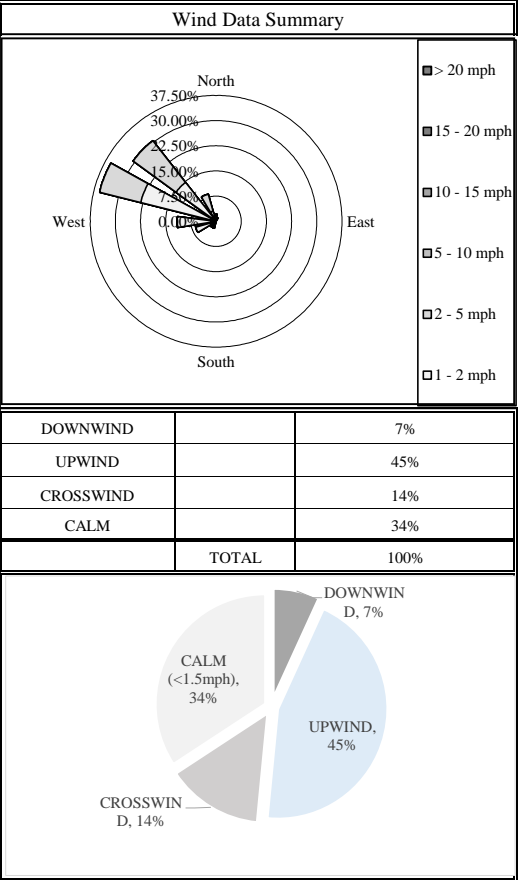 Wind Data Summary
North
37.50%
30.00%
22.50%
15.00%
7.50%
0.00%
West
East
South
> 20 mph
15 - 20 mph
10 - 15 mph
5 - 10 mph
2 - 5 mph
1 - 2 mph
DOWNWIND 7%
UPWIND 45%
CROSSWIND 14%
CALM 34%
TOTAL 100%
DOWNWIN
D, 7%
CALM
(<1.5mph),
34%
UPWIND,
45%
CROSSWIN
D, 14%